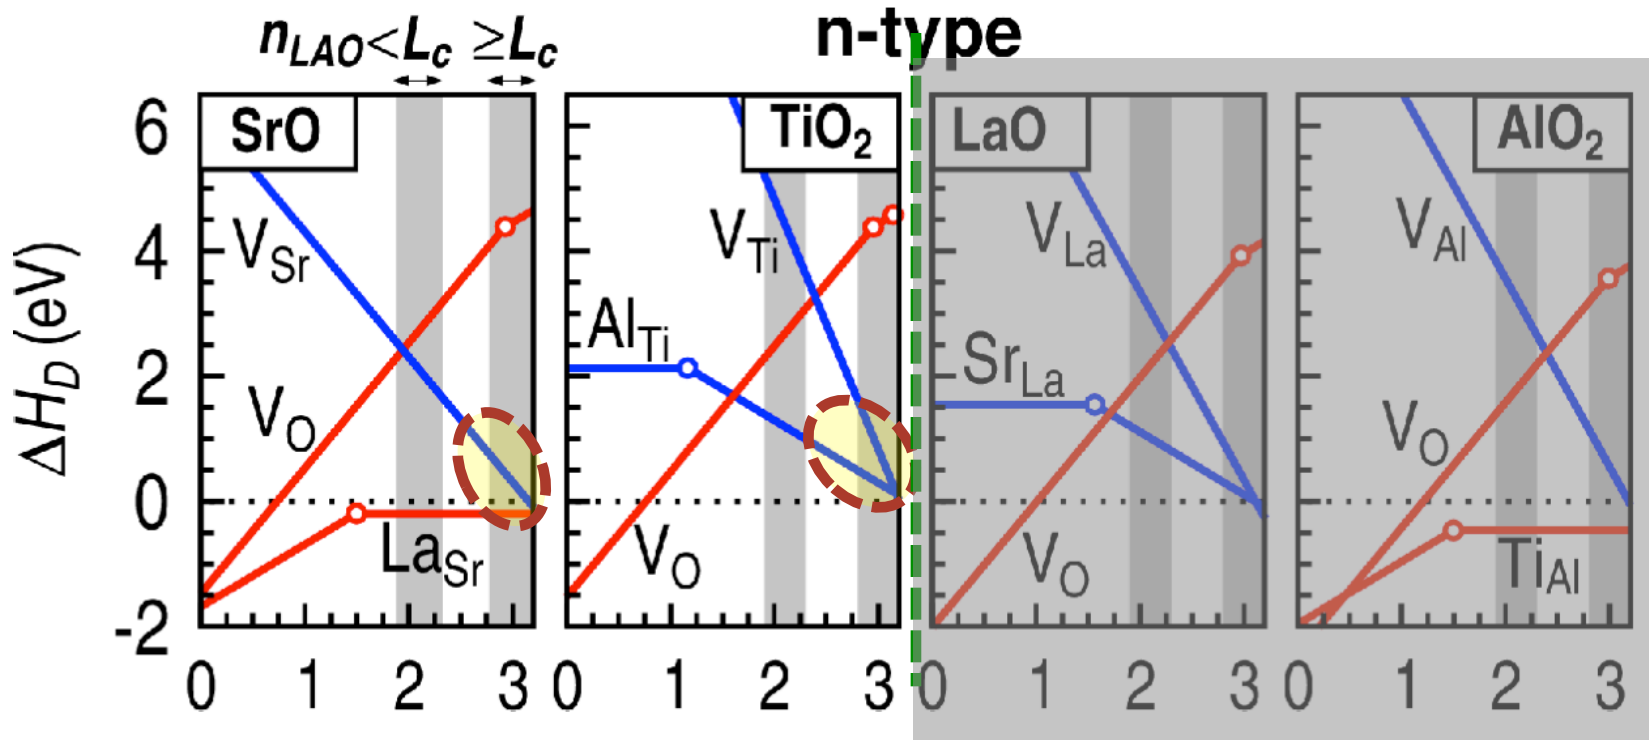 n_LAO<L_c ≥L_c
n-type
ΔH_D (eV)
6
4
2
0
-2
SrO
V_Sr
V_O
La_Sr
0 1 2 3
TiO₂
V_Ti
Al_Ti
V_O
0 1 2 3
LaO
V_La
Sr_La
V_O
0 1 2 3
AlO₂
V_Al
V_O
Ti_Al
0 1 2 3